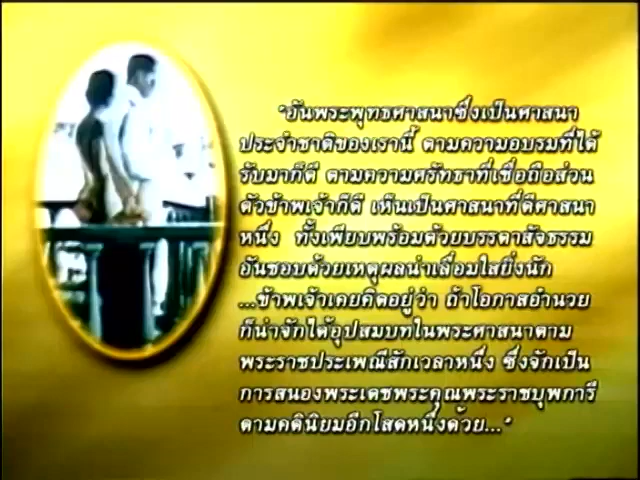 "อันพระพุทธศาสนาซึ่งเป็นศาสนา
ประจำชาติของเรานี้ ตามความอบรมที่ได้
รับมาก็ดี ตามความศรัทธาที่เชื่อถือส่วน
ตัวข้าพเจ้าก็ดี เห็นเป็นศาสนาที่ดีศาสนา
หนึ่ง ทั้งเพียบพร้อมด้วยบรรดาสัจธรรม
อันชอบด้วยเหตุผลน่าเลื่อมใสยิ่งนัก
...ข้าพเจ้าเคยคิดอยู่ว่า ถ้าโอกาสอำนวย
ก็น่าจักได้อุปสมบทในพระศาสนาตาม
พระราชประเพณีสักเวลาหนึ่ง ซึ่งจักเป็น
การสนองพระเดชพระคุณพระราชบุพการี
ตามคตินิยมอีกโสดหนึ่งด้วย..."